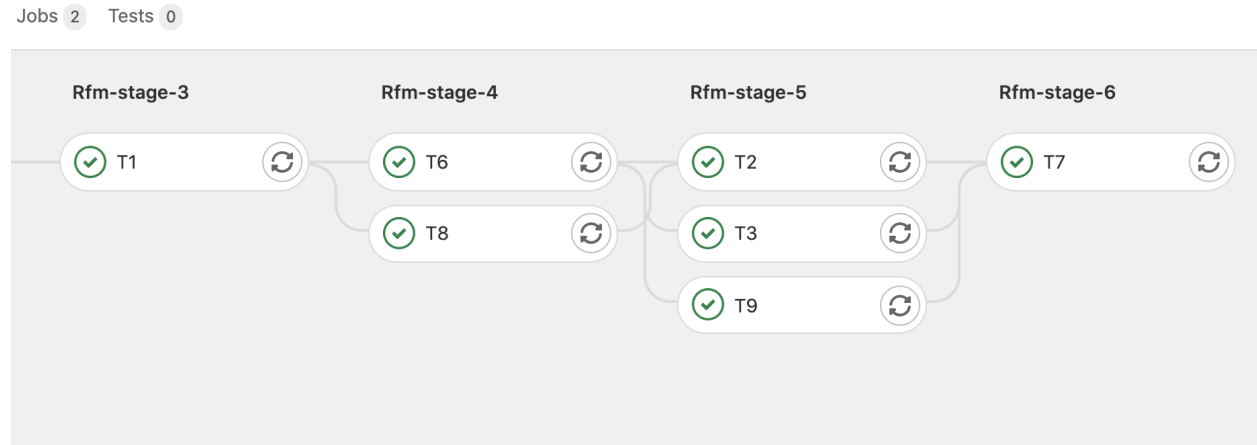 Jobs 2 Tests 0
Rfm-stage-3 Rfm-stage-4 Rfm-stage-5 Rfm-stage-6
T1 T6 T2 T7
T8 T3
T9